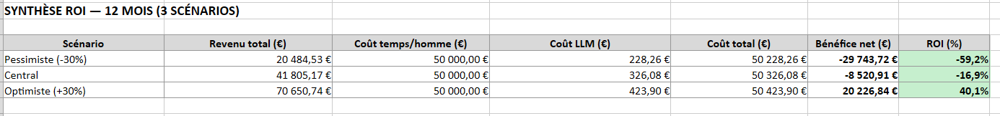 SYNTHÈSE ROI — 12 MOIS (3 SCÉNARIOS)
Scénario Revenu total (€) Coût temps/homme (€) Coût LLM (€) Coût total (€) Bénéfice net (€) ROI (%)
Pessimiste (-30%) 20 484,53 € 50 000,00 € 228,26 € 50 228,26 € -29 743,72 € -59,2%
Central 41 805,17 € 50 000,00 € 326,08 € 50 326,08 € -8 520,91 € -16,9%
Optimiste (+30%) 70 650,74 € 50 000,00 € 423,90 € 50 423,90 € 20 226,84 € 40,1%